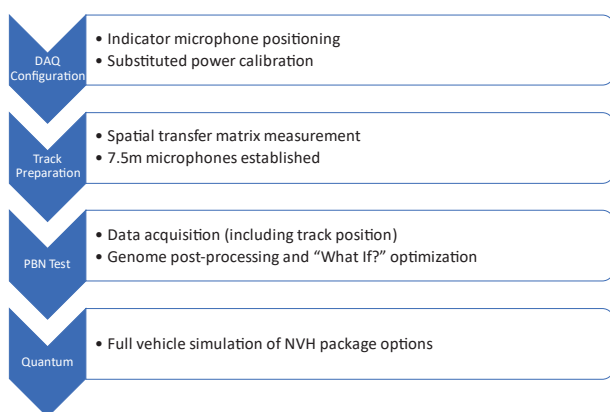 DAQ
Configuration
• Indicator microphone positioning
• Substituted power calibration
Track
Preparation
• Spatial transfer matrix measurement
• 7.5m microphones established
PBN Test
• Data acquisition (including track position)
• Genome post-processing and “What If?” optimization
Quantum
• Full vehicle simulation of NVH package options